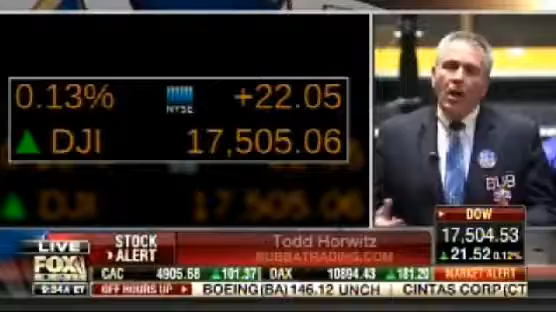 0.13% NYSE +22.05
DJI 17,505.06
BUB
Todd Horwitz
BUBBATRADING.COM
LIVE
FOX
STOCK
ALERT
DOW
17,504.53
21.52 0.12%
MARKET ALERT
CAC 4905.58 101.37 DAX 10894.43 181.20
9:34A ET OFF HOURS UP BOEING(BA)146.12 UNCH CINTAS CORP(CT